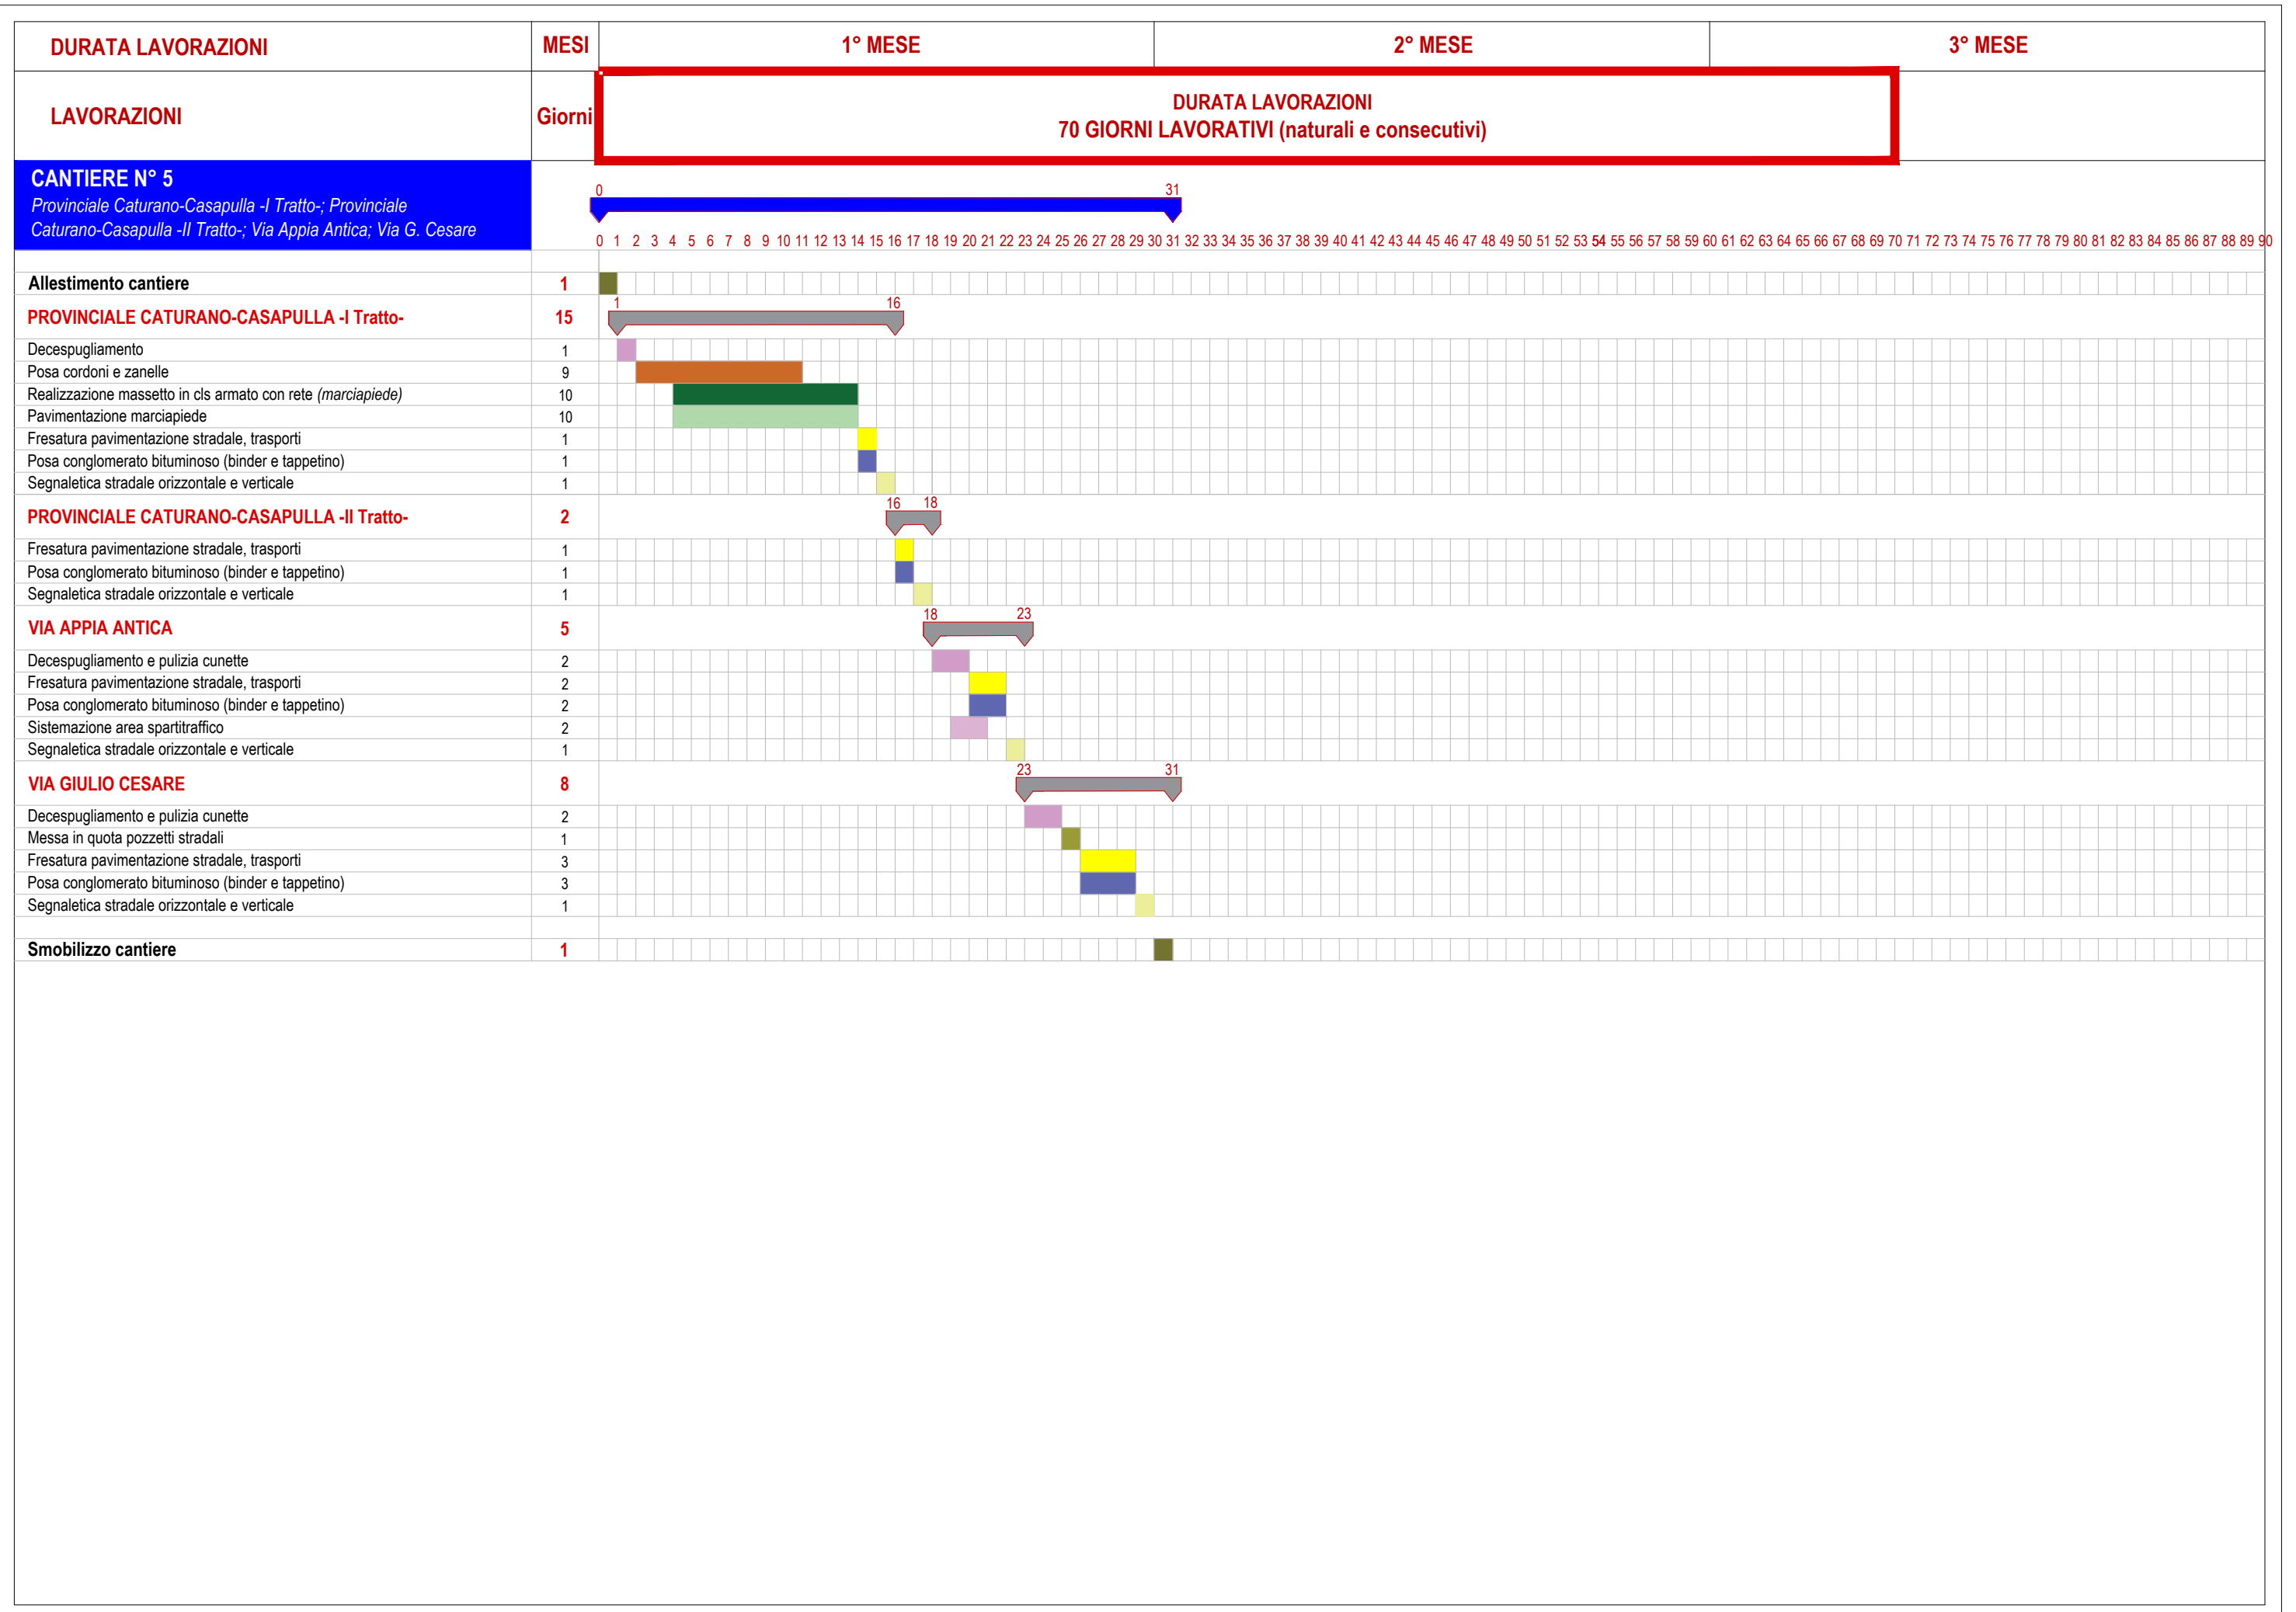 DURATA LAVORAZIONI MESI 1° MESE 2° MESE 3° MESE
LAVORAZIONI Giorni
DURATA LAVORAZIONI
70 GIORNI LAVORATIVI (naturali e consecutivi)
CANTIERE N° 5
Provinciale Caturano-Casapulla -I Tratto-; Provinciale
Caturano-Casapulla -II Tratto-; Via Appia Antica; Via G. Cesare
0 31
0 1 2 3 4 5 6 7 8 9 10 11 12 13 14 15 16 17 18 19 20 21 22 23 24 25 26 27 28 29 30 31 32 33 34 35 36 37 38 39 40 41 42 43 44 45 46 47 48 49 50 51 52 53 54 55 56 57 58 59 60 61 62 63 64 65 66 67 68 69 70 71 72 73 74 75 76 77 78 79 80 81 82 83 84 85 86 87 88 89 90
Allestimento cantiere 1
1 16
PROVINCIALE CATURANO-CASAPULLA -I Tratto- 15
Decespugliamento 1
Posa cordoni e zanelle 9
Realizzazione massetto in cls armato con rete (marciapiede) 10
Pavimentazione marciapiede 10
Fresatura pavimentazione stradale, trasporti 1
Posa conglomerato bituminoso (binder e tappetino) 1
Segnaletica stradale orizzontale e verticale 1
16 18
PROVINCIALE CATURANO-CASAPULLA -II Tratto- 2
Fresatura pavimentazione stradale, trasporti 1
Posa conglomerato bituminoso (binder e tappetino) 1
Segnaletica stradale orizzontale e verticale 1
18 23
VIA APPIA ANTICA 5
Decespugliamento e pulizia cunette 2
Fresatura pavimentazione stradale, trasporti 2
Posa conglomerato bituminoso (binder e tappetino) 2
Sistemazione area spartitraffico 2
Segnaletica stradale orizzontale e verticale 1
23 31
VIA GIULIO CESARE 8
Decespugliamento e pulizia cunette 2
Messa in quota pozzetti stradali 1
Fresatura pavimentazione stradale, trasporti 3
Posa conglomerato bituminoso (binder e tappetino) 3
Segnaletica stradale orizzontale e verticale 1
Smobilizzo cantiere 1